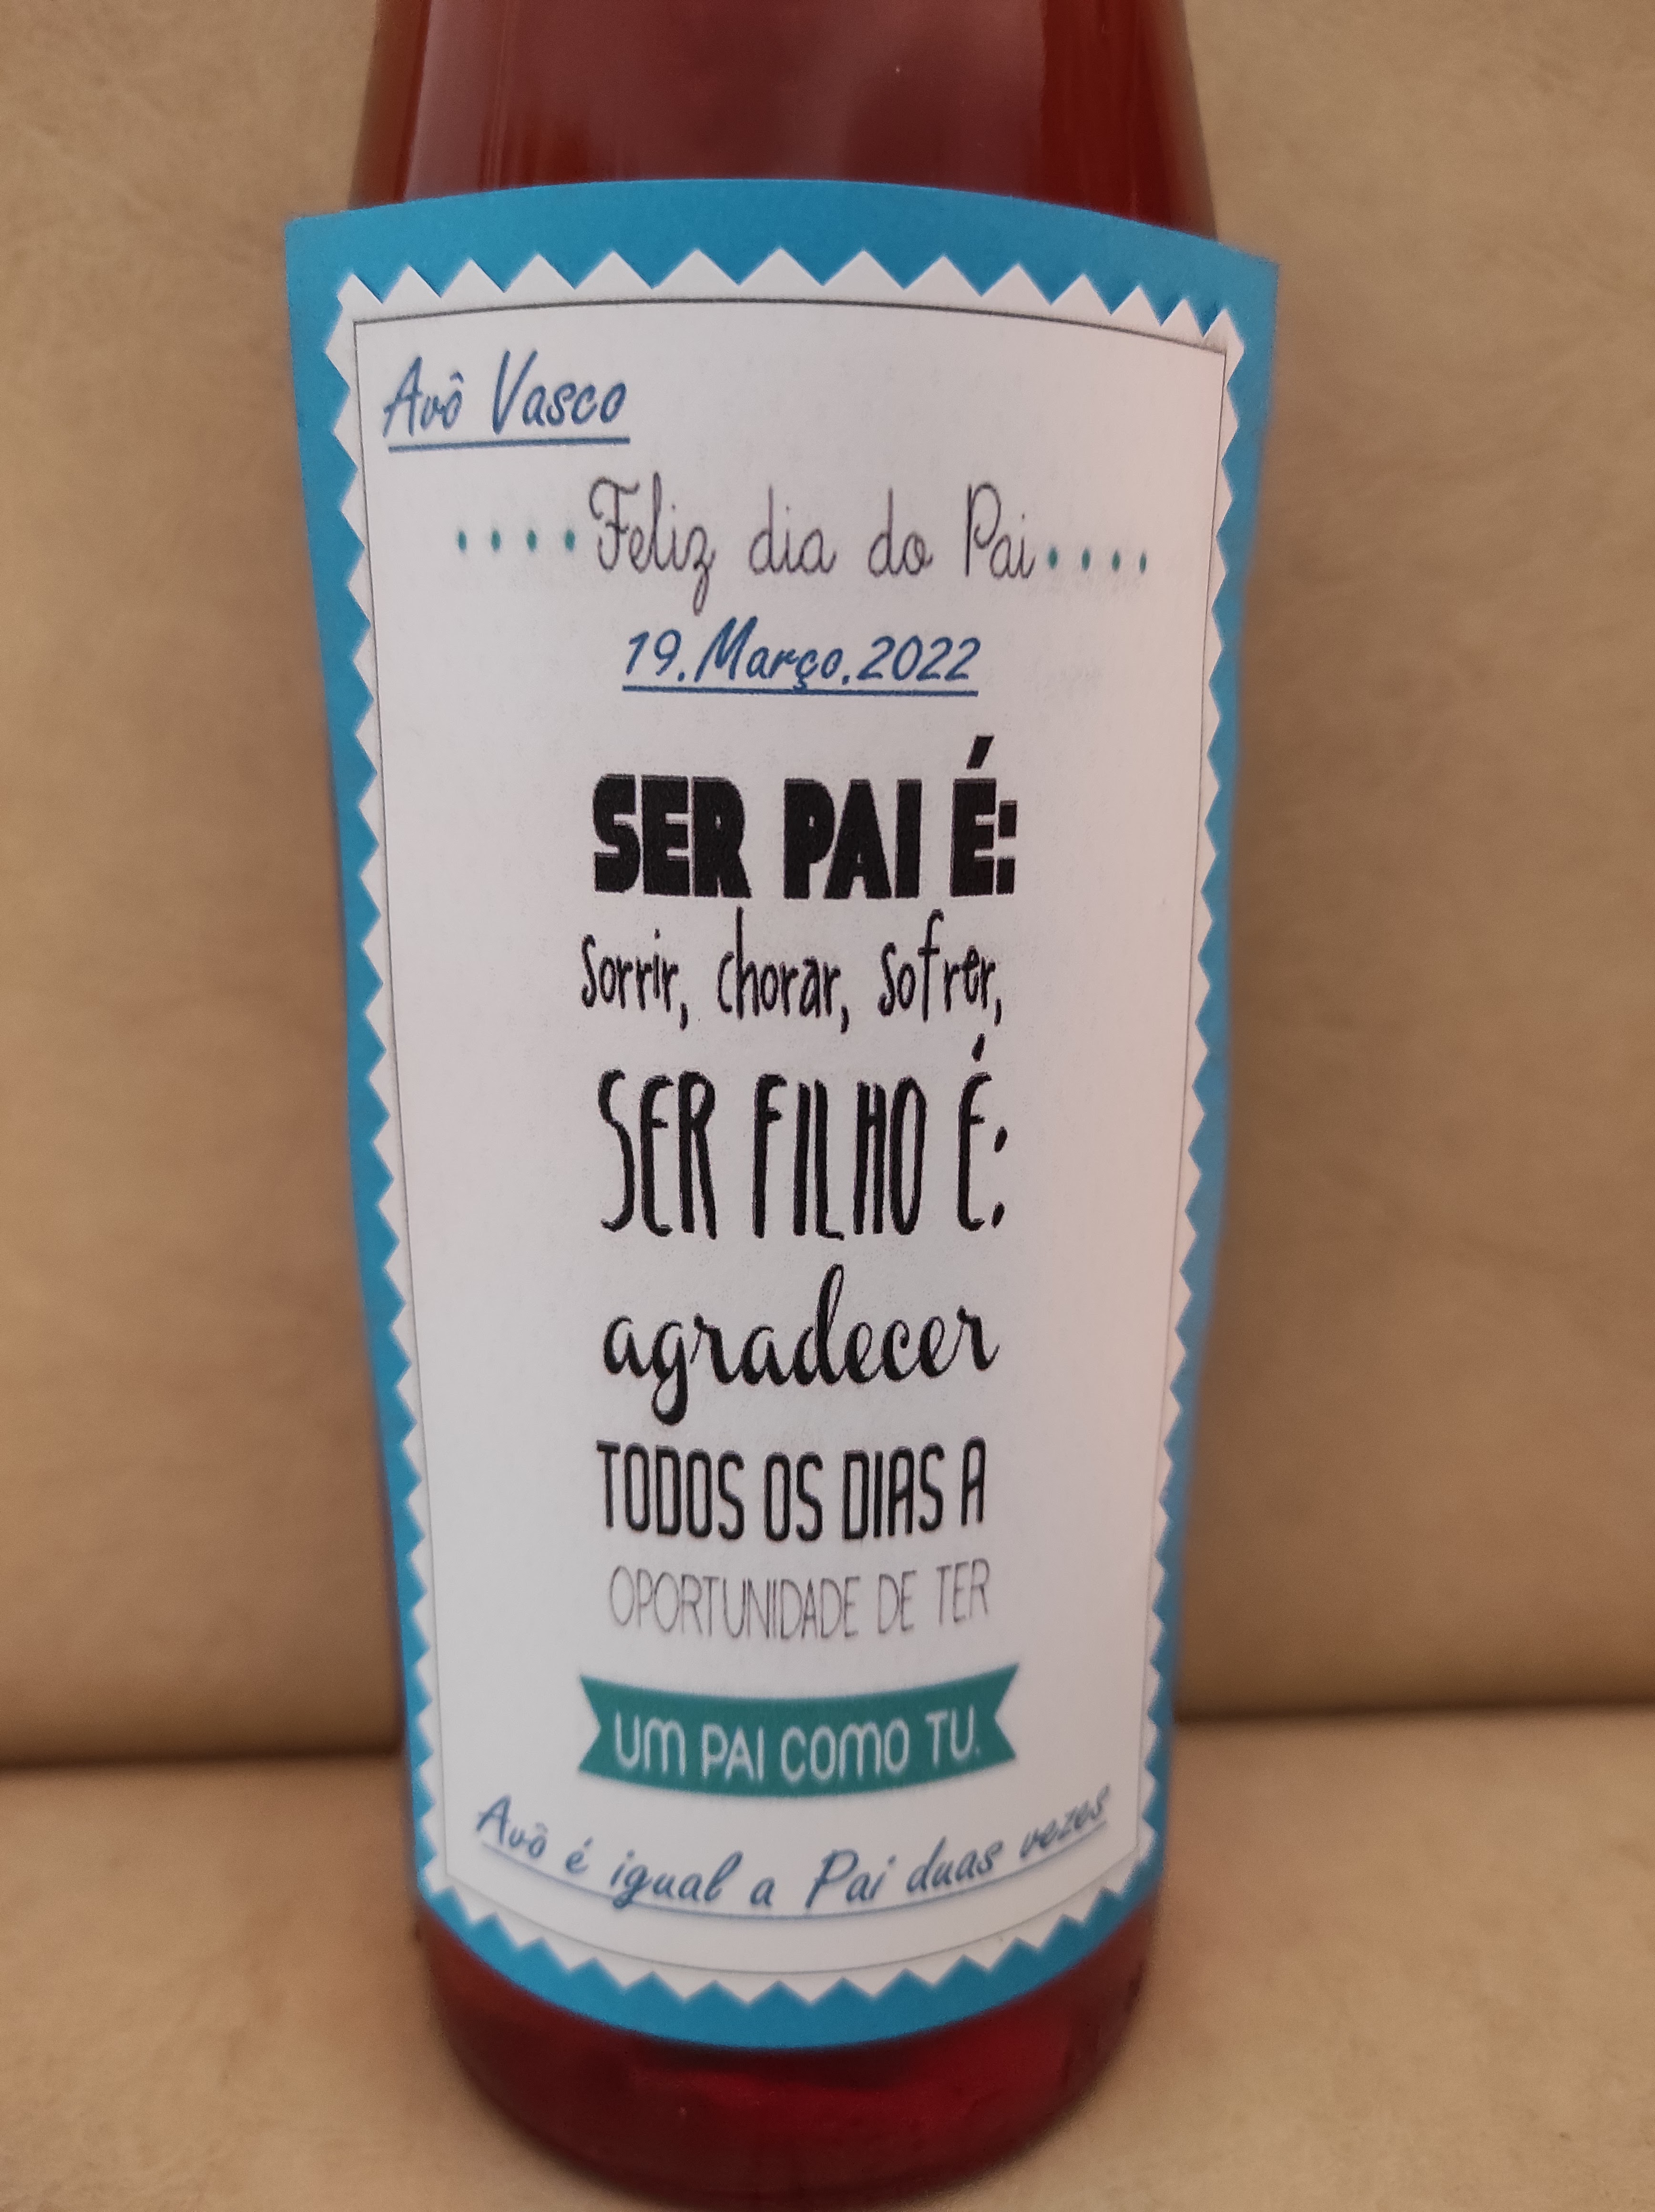 Avô Vasco
....Feliz dia do Pai....
19.Março.2022
SER PAI É:
Sorrir, chorar, Sofrer,
SER FILHO É:
agradecer
TODOS OS DIAS A
OPORTUNIDADE DE TER
UM PAI COMO TU.
Avô é igual a Pai duas vezes